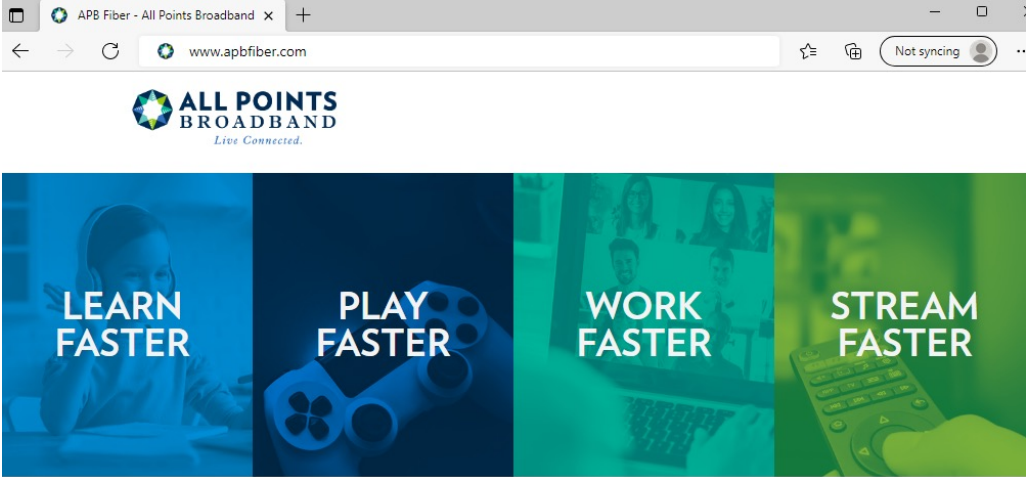 APB Fiber - All Points Broadband
www.apbfiber.com
Not syncing
ALL POINTS
BROADBAND
Live Connected.
LEARN
FASTER
PLAY
FASTER
WORK
FASTER
STREAM
FASTER